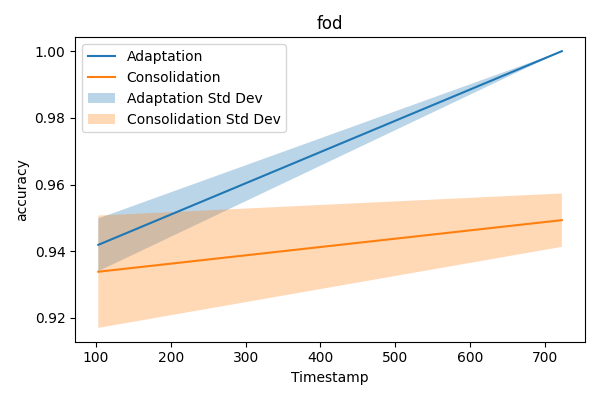 fod
Adaptation
Consolidation
Adaptation Std Dev
Consolidation Std Dev
accuracy
1.00
0.98
0.96
0.94
0.92
100 200 300 400 500 600 700
Timestamp